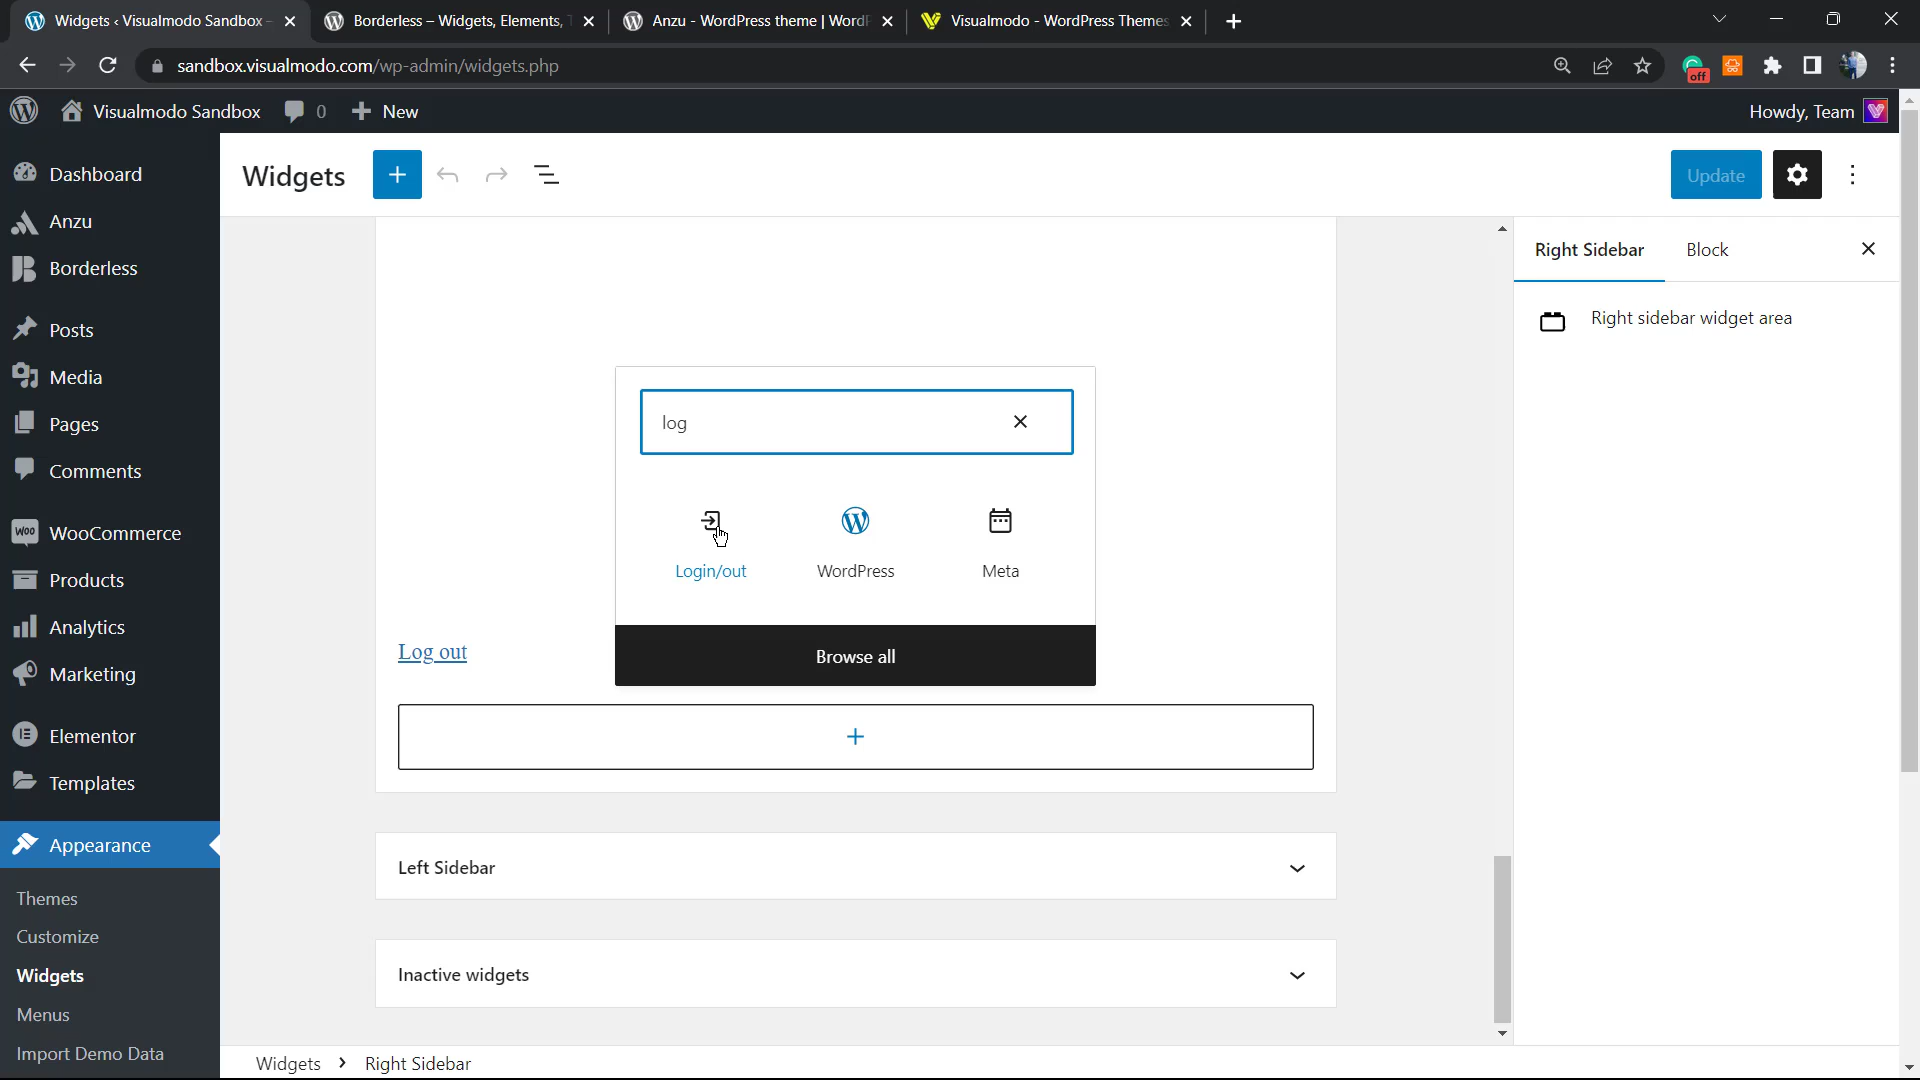 Widgets ‹ Visualmodo Sandbox –
Borderless – Widgets, Elements, T
Anzu - WordPress theme | WordP
Visualmodo - WordPress Themes
sandbox.visualmodo.com/wp-admin/widgets.php
off
Visualmodo Sandbox 0 New
Howdy, Team
Dashboard
Anzu
Borderless
Posts
Media
Pages
Comments
Woo WooCommerce
Products
Analytics
Marketing
Elementor
Templates
Appearance
Themes
Customize
Widgets
Menus
Import Demo Data
Widgets
Update
log
Login/out
WordPress
Meta
Browse all
Log out
Left Sidebar
Inactive widgets
Widgets › Right Sidebar
Right Sidebar
Block
Right sidebar widget area